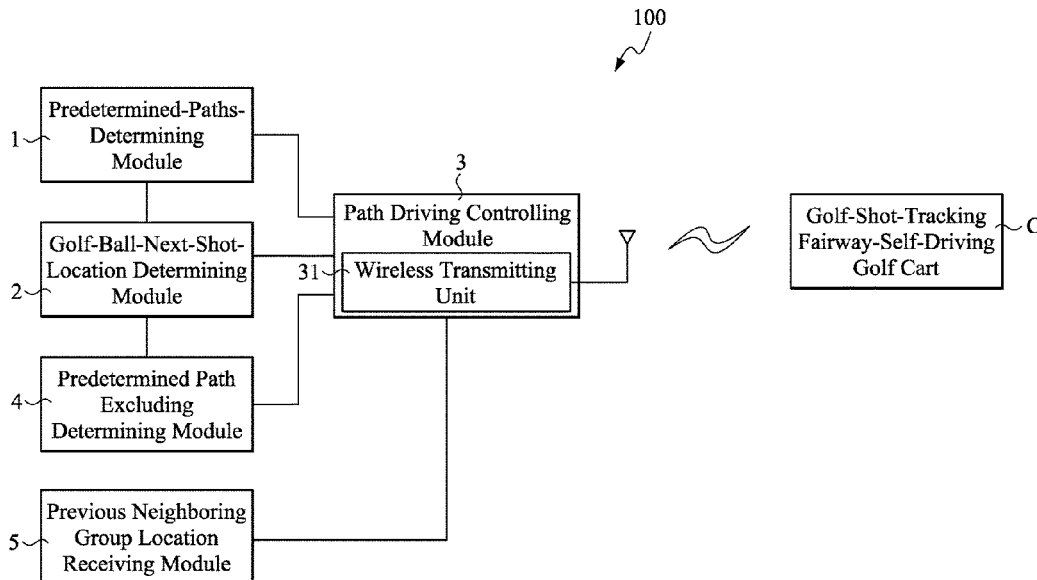 100
1
Predetermined-Paths-
Determining
Module
2
Golf-Ball-Next-Shot-
Location Determining
Module
4
Predetermined Path
Excluding
Determining Module
5
Previous Neighboring
Group Location
Receiving Module
3
Path Driving Controlling
Module
31
Wireless Transmitting
Unit
Golf-Shot-Tracking
Fairway-Self-Driving
Golf Cart
C